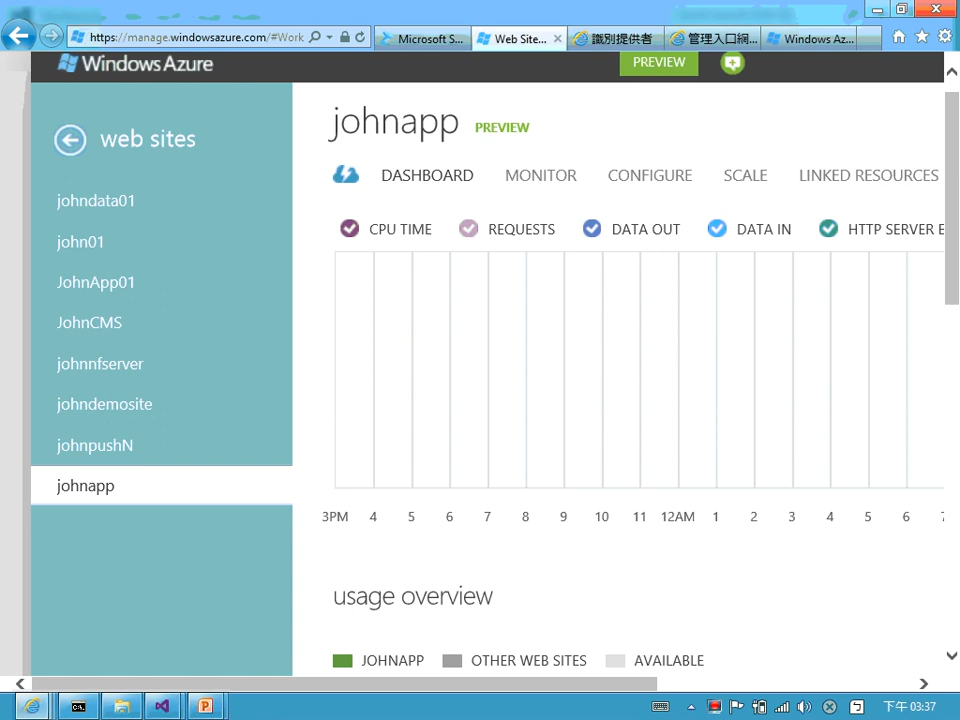 https://manage.windowsazure.com/#Work
Microsoft S...
Web Site...
識別提供者
管理入口網...
Windows Az...
Windows Azure
PREVIEW
web sites
johndata01
john01
JohnApp01
JohnCMS
johnnfserver
johndemosite
johnpushN
johnapp
johnapp PREVIEW
DASHBOARD MONITOR CONFIGURE SCALE LINKED RESOURCES
CPU TIME REQUESTS DATA OUT DATA IN HTTP SERVER E
3PM 4 5 6 7 8 9 10 11 12AM 1 2 3 4 5 6 7
usage overview
JOHNAPP OTHER WEB SITES AVAILABLE
下午 03:37